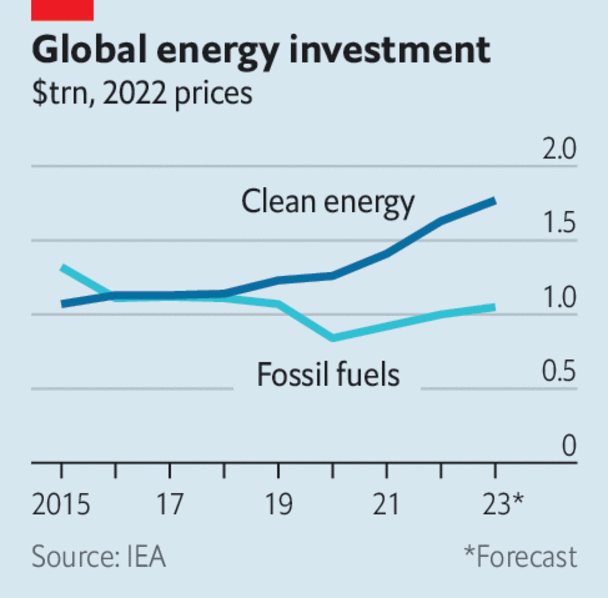 Global energy investment
$trn, 2022 prices
2.0
Clean energy
1.5
1.0
Fossil fuels
0.5
0
2015 17 19 21 23*
Source: IEA *Forecast